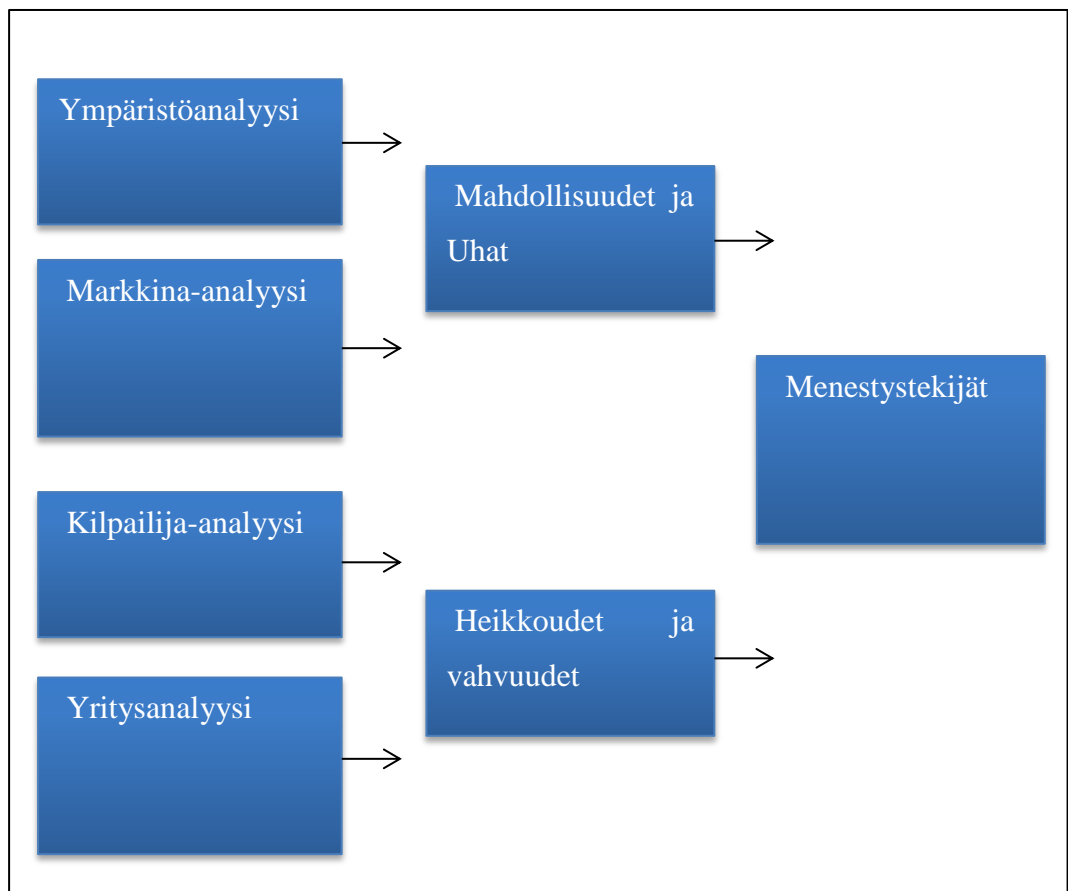 Ympäristöanalyysi
Markkina-analyysi
Kilpailija-analyysi
Yritysanalyysi
Mahdollisuudet ja
Uhat
Heikkoudet ja
vahvuudet
Menestystekijät